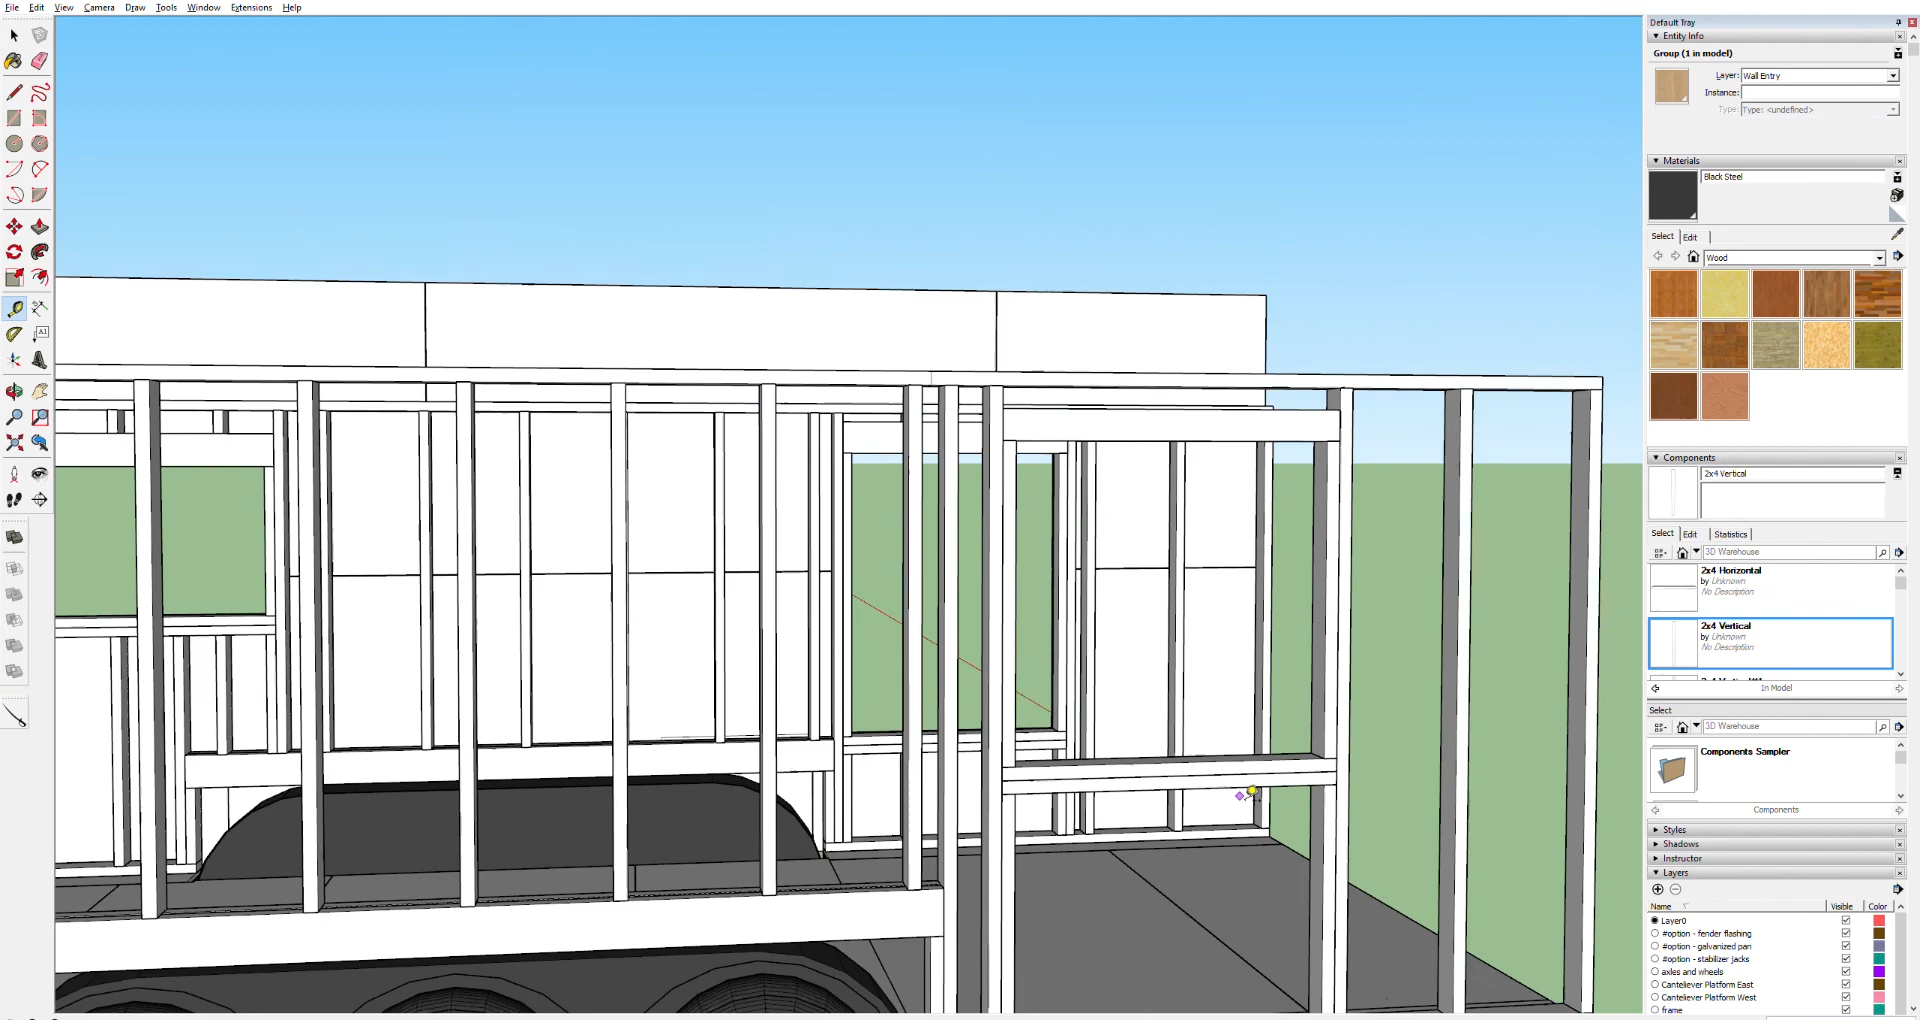 File Edit View Camera Draw Tools Window Extensions Help
Default Tray
Entity Info
Group (1 in model)
Layer: Wall Entry
Instance:
Type: Type: <undefined>
Materials
Black Steel
Select Edit
Wood
Components
2x4 Vertical
Select Edit Statistics
3D Warehouse
2x4 Horizontal
by Unknown
No Description
2x4 Vertical
by Unknown
No Description
In Model
Select
3D Warehouse
Components Sampler
Components
Styles
Shadows
Instructor
Layers
Name Visible Color
Layer0
#option - fender flashing
#option - galvanized pan
#option - stabilizer jacks
axles and wheels
Canteliever Platform East
Canteliever Platform West
frame